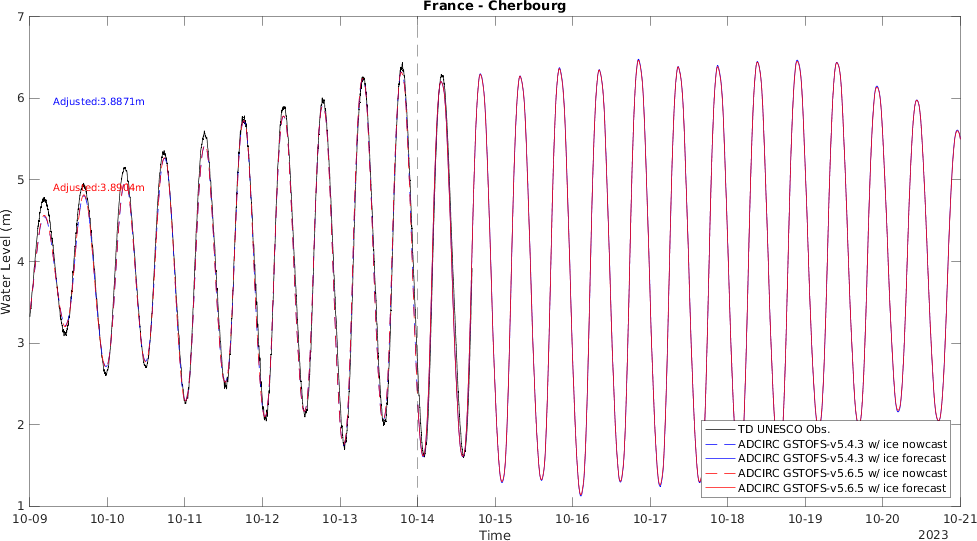 France - Cherbourg
7
6
5
4
3
2
1
Water Level (m)
Adjusted:3.8871m
Adjusted:3.8904m
TD UNESCO Obs.
ADCIRC GSTOFS-v5.4.3 w/ ice nowcast
ADCIRC GSTOFS-v5.4.3 w/ ice forecast
ADCIRC GSTOFS-v5.6.5 w/ ice nowcast
ADCIRC GSTOFS-v5.6.5 w/ ice forecast
10-09 10-10 10-11 10-12 10-13 10-14 10-15 10-16 10-17 10-18 10-19 10-20 10-21
Time
2023